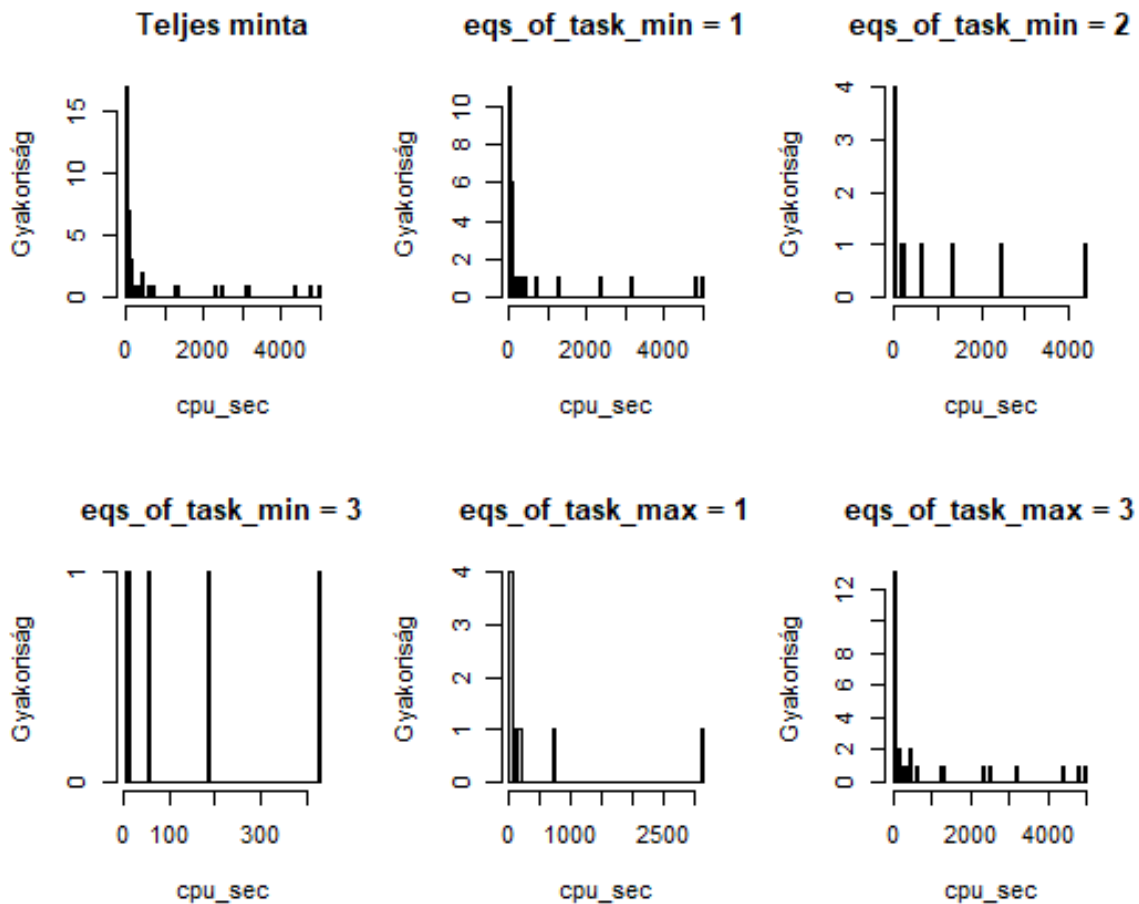 Teljes minta
Gyakoriság
0 5 10 15
0 2000 4000
cpu_sec
eqs_of_task_min = 1
Gyakoriság
0 2 4 6 8 10
0 2000 4000
cpu_sec
eqs_of_task_min = 2
Gyakoriság
0 1 2 3 4
0 2000 4000
cpu_sec
eqs_of_task_min = 3
Gyakoriság
0 1
0 100 300
cpu_sec
eqs_of_task_max = 1
Gyakoriság
0 1 2 3 4
0 1000 2500
cpu_sec
eqs_of_task_max = 3
Gyakoriság
0 2 4 6 8 12
0 2000 4000
cpu_sec